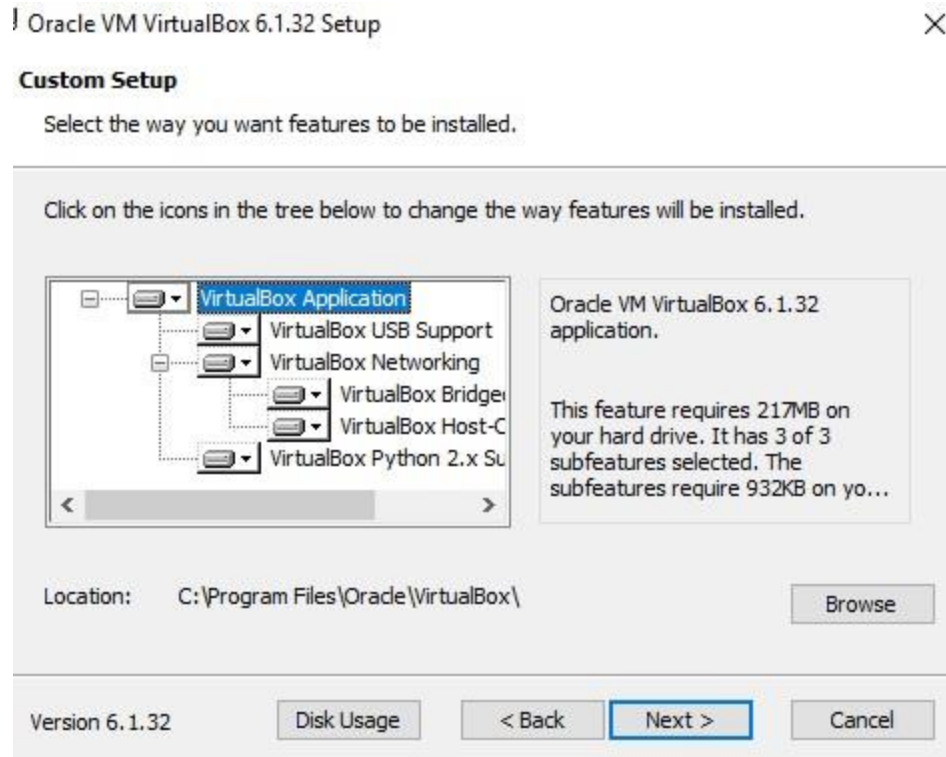 Oracle VM VirtualBox 6.1.32 Setup
Custom Setup
Select the way you want features to be installed.
Click on the icons in the tree below to change the way features will be installed.
VirtualBox Application
VirtualBox USB Support
VirtualBox Networking
VirtualBox Bridge
VirtualBox Host-C
VirtualBox Python 2.x Su
Oracle VM VirtualBox 6.1.32
application.
This feature requires 217MB on
your hard drive. It has 3 of 3
subfeatures selected. The
subfeatures require 932KB on yo...
Location: C:\Program Files\Oracle\VirtualBox\
Browse
Version 6.1.32 Disk Usage < Back Next > Cancel